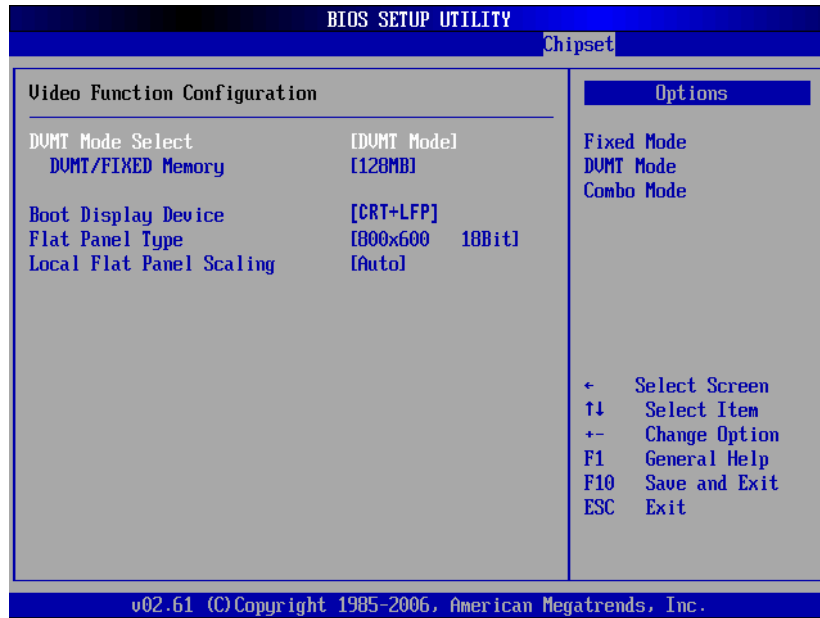 BIOS SETUP UTILITY
Chipset
Video Function Configuration
DVMT Mode Select [DVMT Mode]
DVMT/FIXED Memory [128MB]
Boot Display Device [CRT+LFP]
Flat Panel Type [800x600 18Bit]
Local Flat Panel Scaling [Auto]
Options
Fixed Mode
DVMT Mode
Combo Mode
← Select Screen
↑↓ Select Item
+- Change Option
F1 General Help
F10 Save and Exit
ESC Exit
v02.61 (C)Copyright 1985-2006, American Megatrends, Inc.